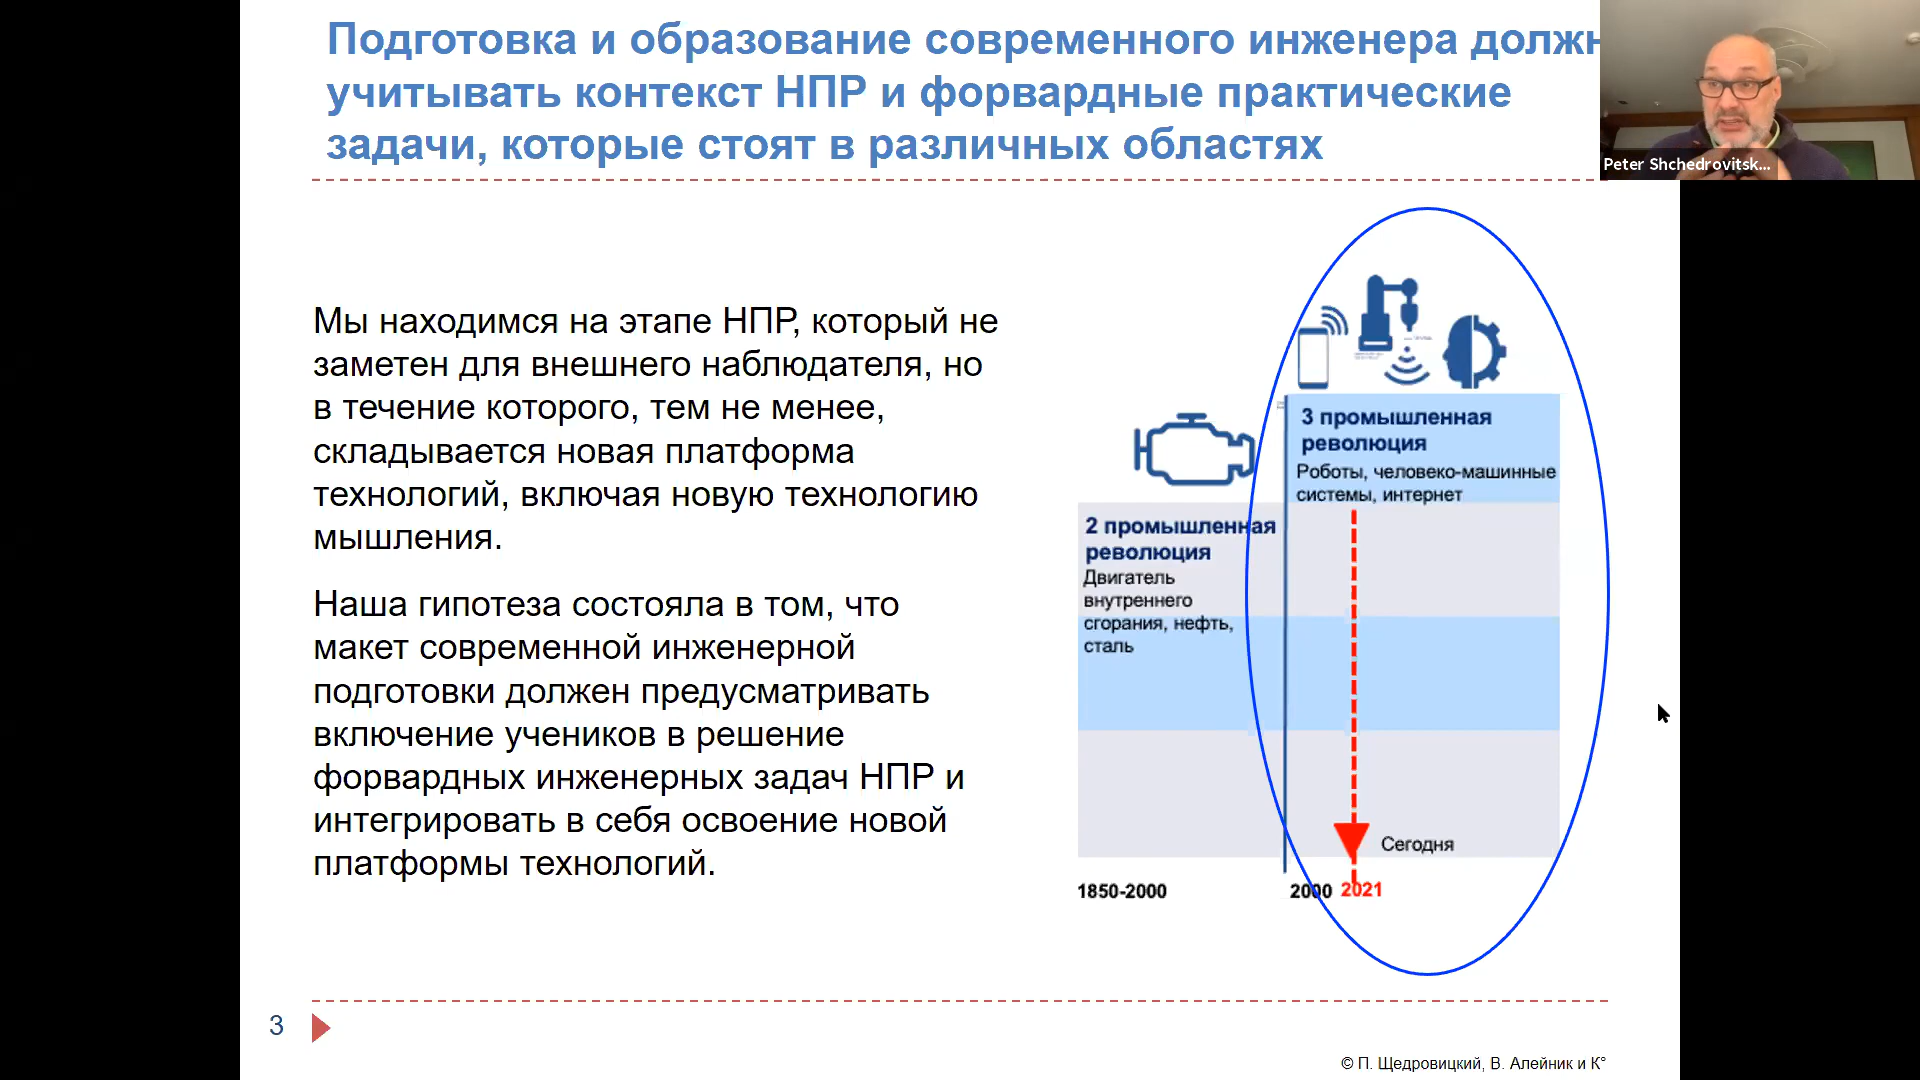 Подготовка и образование современного инженера должн
учитывать контекст НПР и форвардные практические
задачи, которые стоят в различных областях
Peter Shchedrovitsk...
Мы находимся на этапе НПР, который не
заметен для внешнего наблюдателя, но
в течение которого, тем не менее,
складывается новая платформа
технологий, включая новую технологию
мышления.
Наша гипотеза состояла в том, что
макет современной инженерной
подготовки должен предусматривать
включение учеников в решение
форвардных инженерных задач НПР и
интегрировать в себя освоение новой
платформы технологий.
3 промышленная
революция
Роботы, человеко-машинные
системы, интернет
2 промышленная
революция
Двигатель
внутреннего
сгорания, нефть,
сталь
Сегодня
1850-2000
2000 2021
3
© П. Щедровицкий, В. Алейник и К°